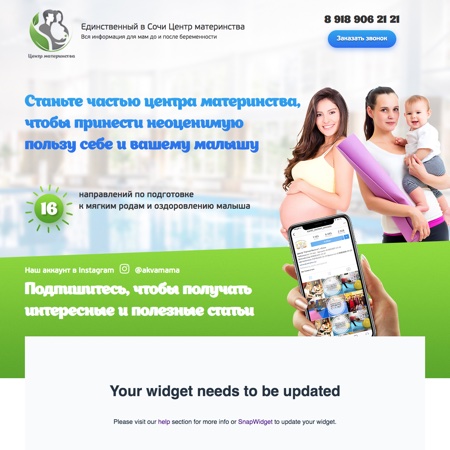 Единственный в Сочи Центр материнства
Вся информация для мам до и после беременности
8 918 906 21 21
Заказать звонок
Центр материнства
Станьте частью центра материнства,
чтобы принести неоценимую
пользу себе и вашему малышу
16
направлений по подготовке
к мягким родам и оздоровлению малыша
Наш аккаунт в Instagram @akvamama
Подпишитесь, чтобы получать
интересные и полезные статьи
Your widget needs to be updated
Please visit our help section for more info or SnapWidget to update your widget.